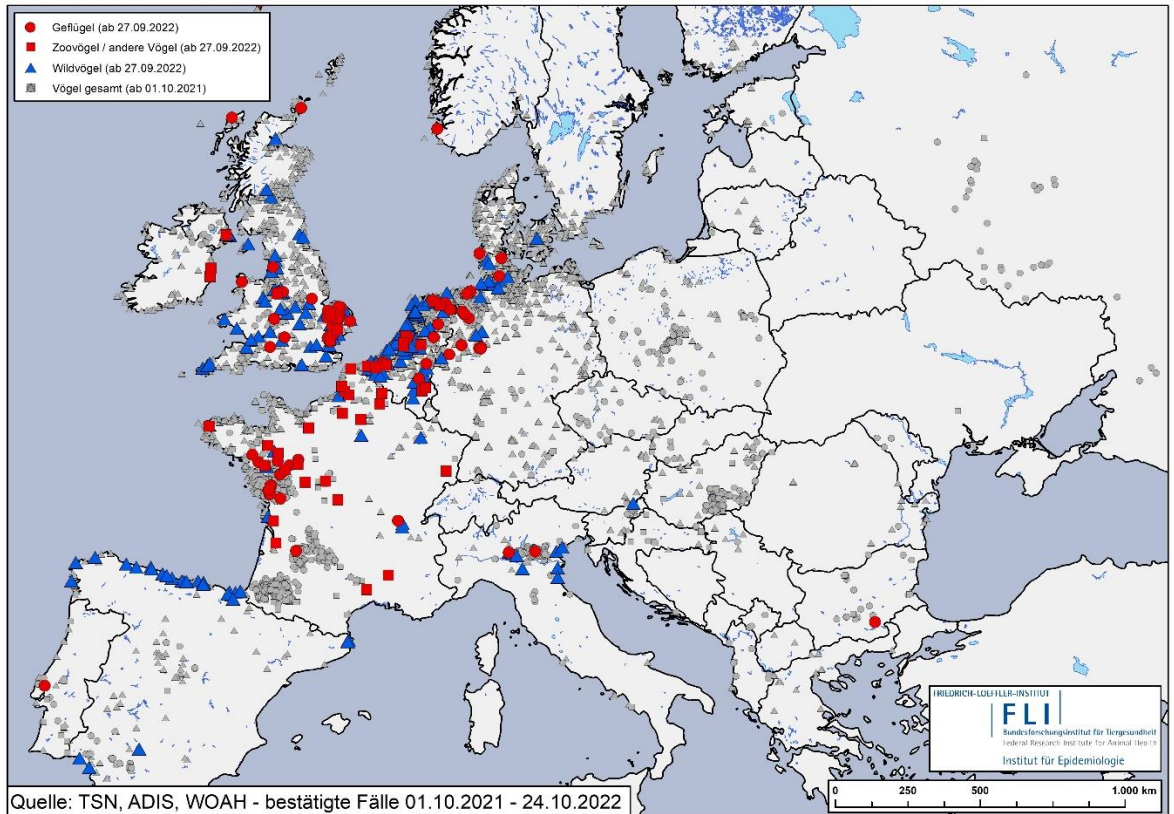 Geflügel (ab 27.09.2022)
Zoovögel / andere Vögel (ab 27.09.2022)
Wildvögel (ab 27.09.2022)
Vögel gesamt (ab 01.10.2021)
FRIEDRICH-LOEFFLER-INSTITUT
FLI
Bundesforschungsinstitut für Tiergesundheit
Federal Research Institute for Animal Health
Institut für Epidemiologie
0 250 500 1.000 km
Quelle: TSN, ADIS, WOAH - bestätigte Fälle 01.10.2021 - 24.10.2022